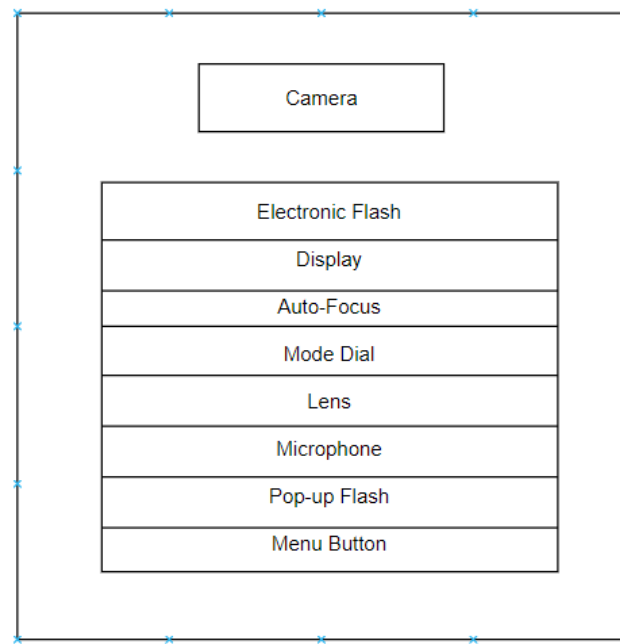 Camera
Electronic Flash
Display
Auto-Focus
Mode Dial
Lens
Microphone
Pop-up Flash
Menu Button